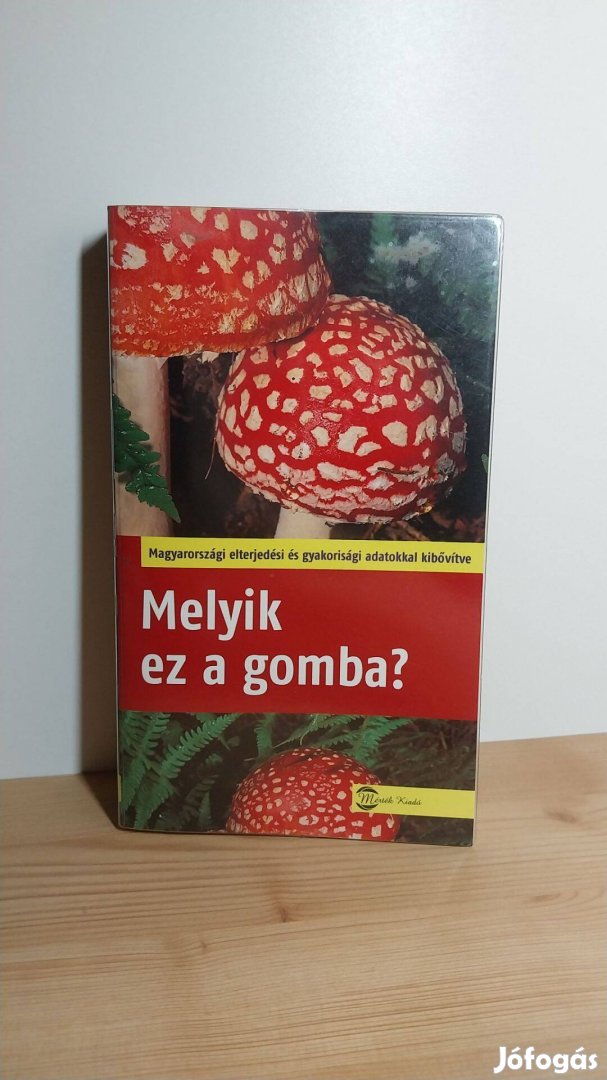 Magyarországi elterjedési és gyakorisági adatokkal kibővítve
Melyik
ez a gomba?
Mérték Kiadó
Jófogás